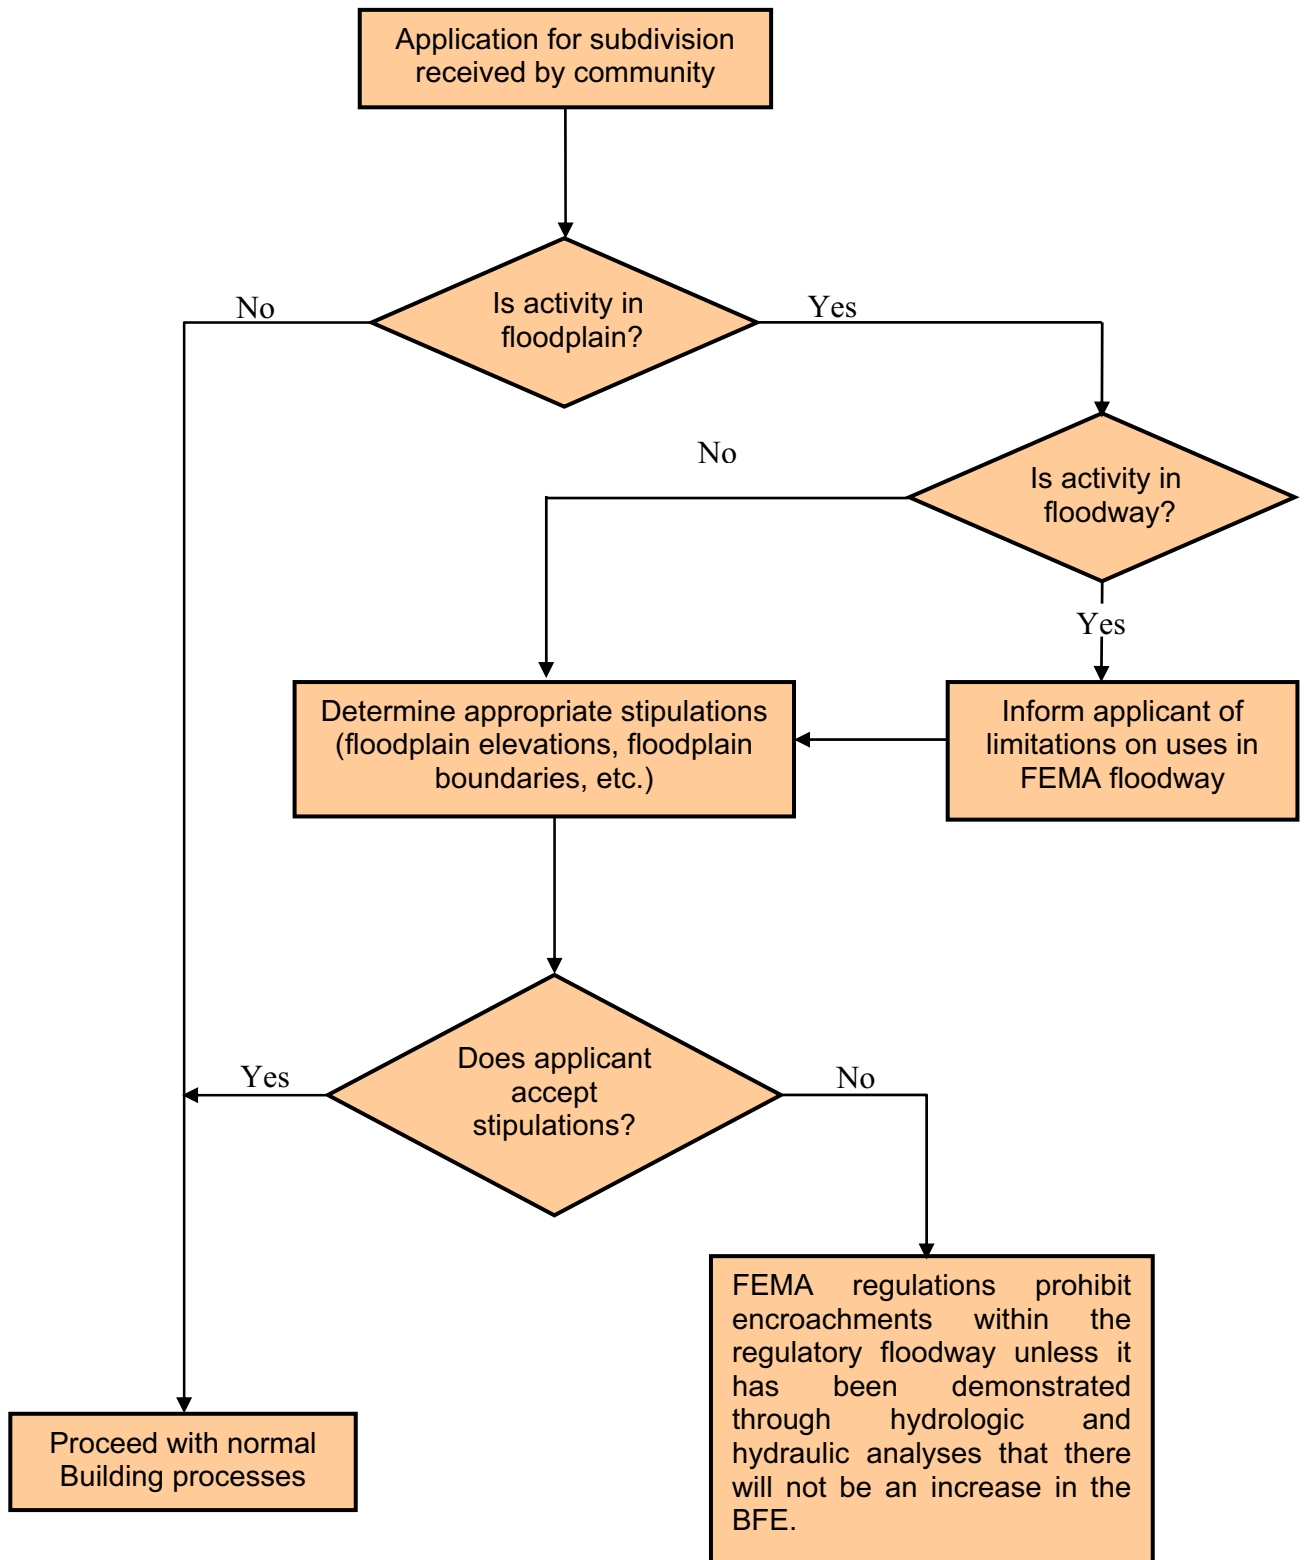 Application for subdivision
received by community
Is activity in
floodplain?
No
Yes
Is activity in
floodway?
No
Yes
Determine appropriate stipulations
(floodplain elevations, floodplain
boundaries, etc.)
Inform applicant of
limitations on uses in
FEMA floodway
Does applicant
accept
stipulations?
Yes
No
FEMA regulations prohibit
encroachments within the
regulatory floodway unless it
has been demonstrated
through hydrologic and
hydraulic analyses that there
will not be an increase in the
BFE.
Proceed with normal
Building processes